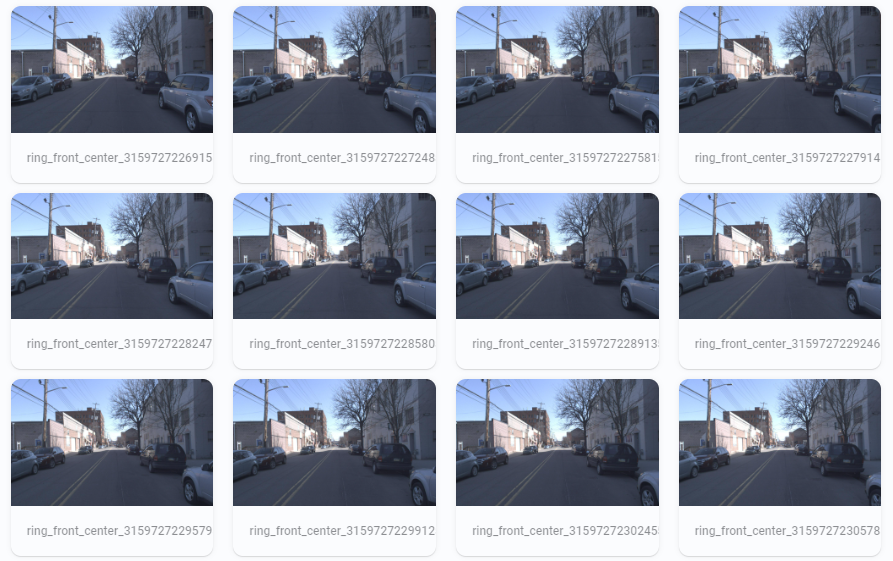 ring_front_center_3159727226915
ring_front_center_3159727227248
ring_front_center_3159727227581
ring_front_center_3159727227914
ring_front_center_3159727228247
ring_front_center_3159727228580
ring_front_center_3159727228913
ring_front_center_3159727229246
ring_front_center_3159727229579
ring_front_center_3159727229912
ring_front_center_3159727230245
ring_front_center_3159727230578